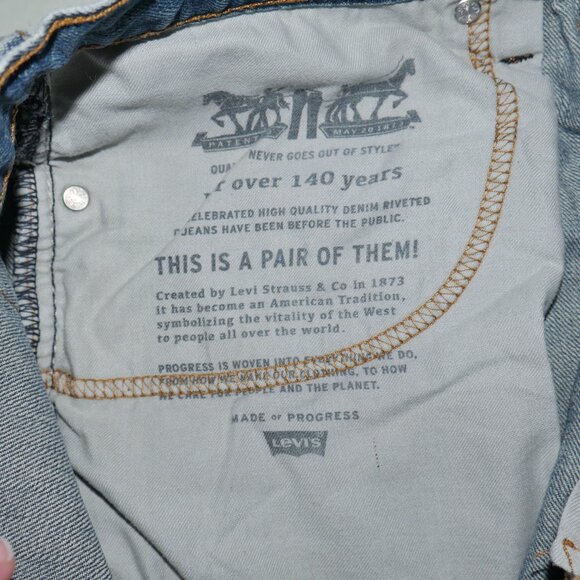 PATENT MAY 20 1873
NEVER GOES OUT OF STYLE"
over 140 years
CELEBRATED HIGH QUALITY DENIM RIVETED
JEANS HAVE BEEN BEFORE THE PUBLIC.
THIS IS A PAIR OF THEM!
Created by Levi Strauss & Co in 1873
it has become an American Tradition,
symbolizing the vitality of the West
to people all over the world.
PROGRESS IS WOVEN INTO EVERYTHING WE DO,
FROM HOW WE MAKE OUR CLOTHING, TO HOW
WE CARE FOR PEOPLE AND THE PLANET.
MADE OF PROGRESS
LEVI'S